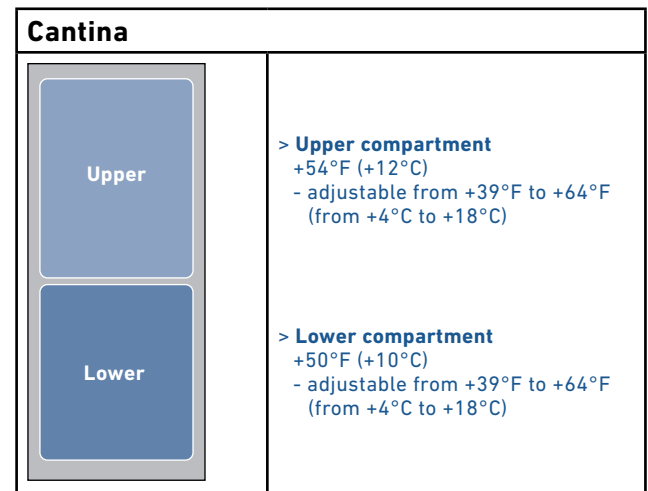 Cantina
Upper
> Upper compartment
+54°F (+12°C)
- adjustable from +39°F to +64°F
(from +4°C to +18°C)
Lower
> Lower compartment
+50°F (+10°C)
- adjustable from +39°F to +64°F
(from +4°C to +18°C)